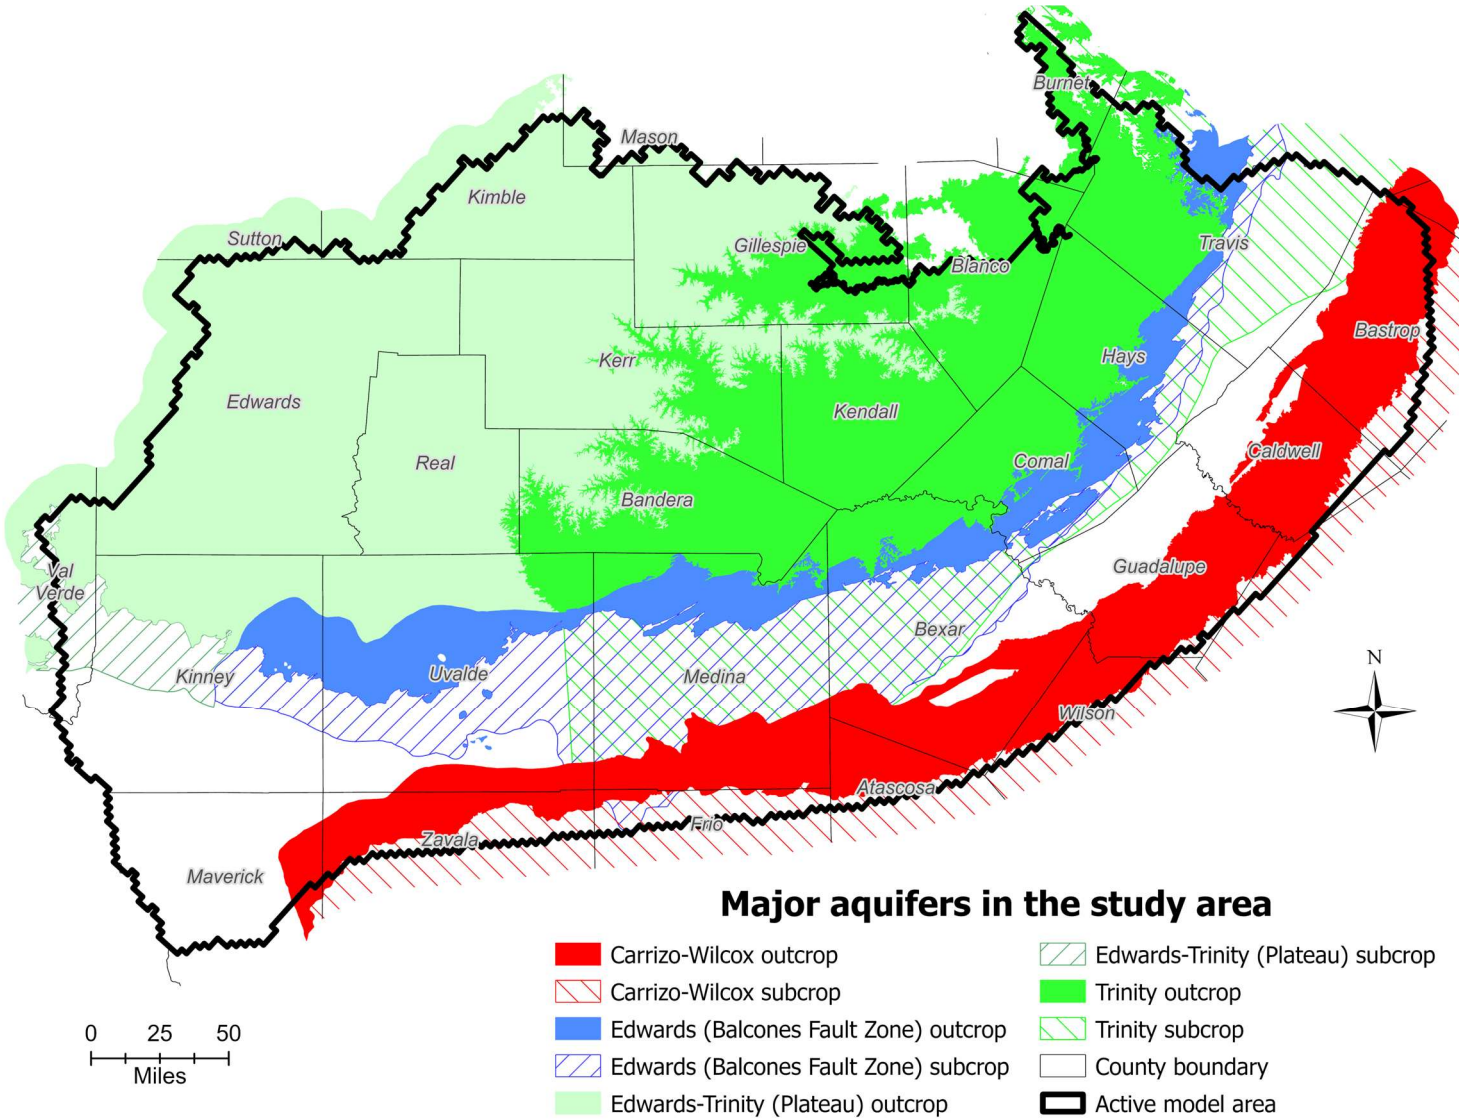 Burnet
Mason
Kimble
Sutton
Gillespie
Travis
Blanco
Bastrop
Kerr
Hays
Edwards
Kendall
Real
Comal
Caldwell
Bandera
Guadalupe
Val
Verde
Bexar
Kinney
Uvalde
Medina
N
Wilson
Atascosa
Frio
Zavala
Maverick
Major aquifers in the study area
Carrizo-Wilcox outcrop
Carrizo-Wilcox subcrop
Edwards (Balcones Fault Zone) outcrop
Edwards (Balcones Fault Zone) subcrop
Edwards-Trinity (Plateau) outcrop
Edwards-Trinity (Plateau) subcrop
Trinity outcrop
Trinity subcrop
County boundary
Active model area
0 25 50
Miles